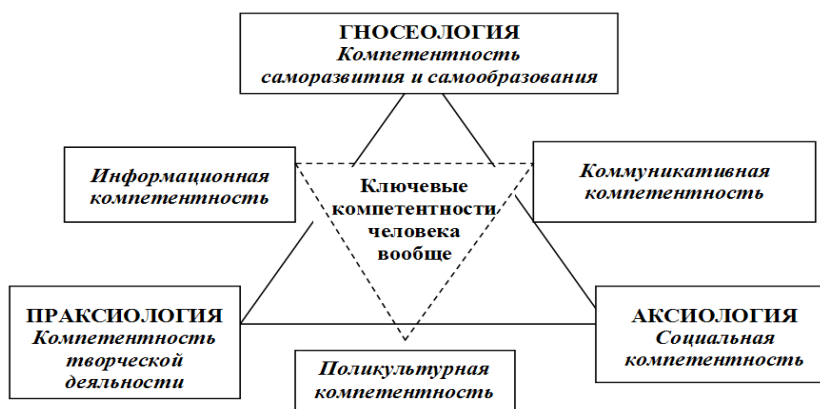 ГНОСЕОЛОГИЯ
Компетентность
саморазвития и самообразования
Информационная
компетентность
Ключевые
компетентности
человека
вообще
Коммуникативная
компетентность
ПРАКСИОЛОГИЯ
Компетентность
творческой
деяльности
Поликультурная
компетентность
АКСИОЛОГИЯ
Социальная
компетентность